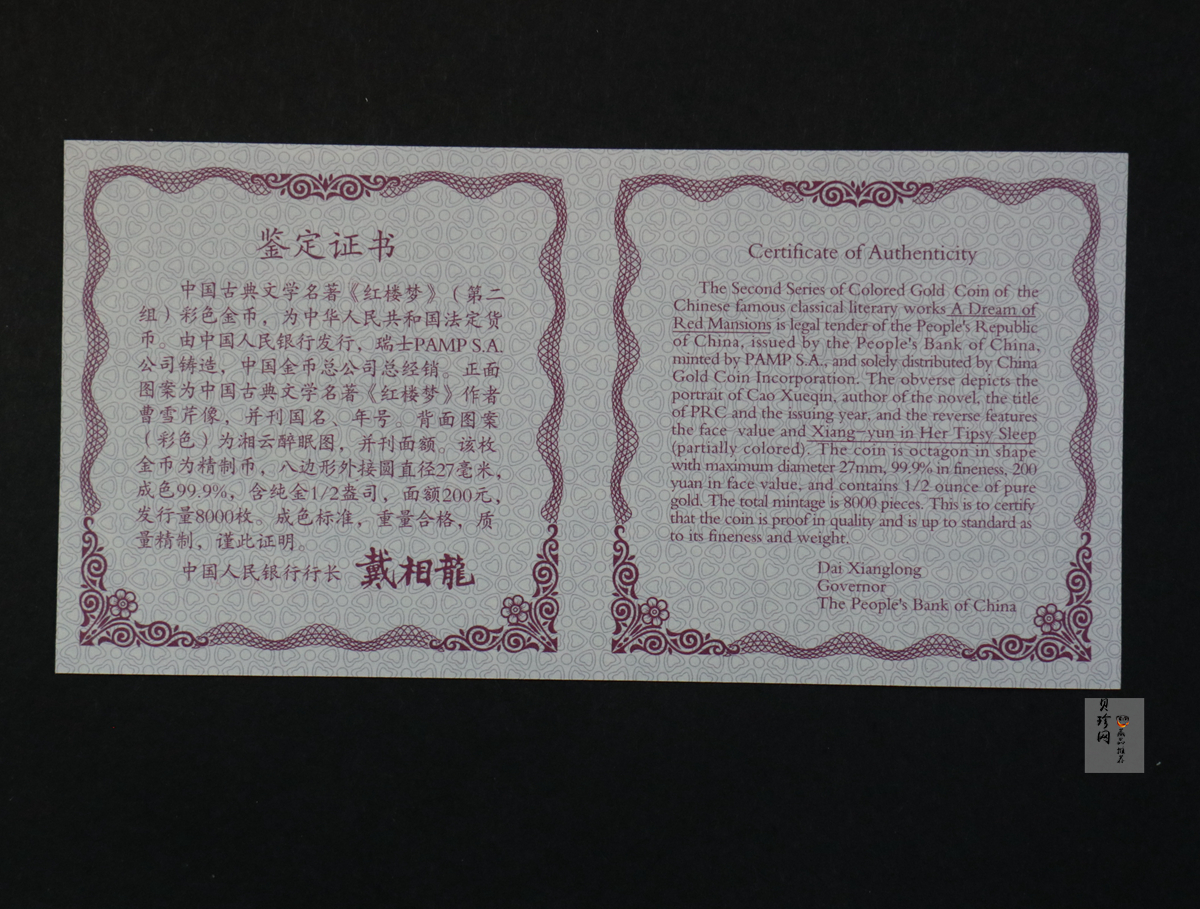 鉴定证书
中国古典文学名著《红楼梦》（第二
组）彩色金币，为中华人民共和国法定货
币。由中国人民银行发行，瑞士PAMP S.A.
公司铸造，中国金币总公司总经销。正面
图案为中国古典文学名著《红楼梦》作者
曹雪芹像，并刊国名、年号。背面图案
（彩色）为湘云醉眠图，并刊面额。该枚
金币为精制币，八边形外接圆直径27毫米，
成色99.9%，含纯金1/2盎司，面额200元，
发行量8000枚。成色标准，重量合格，质
量精制，谨此证明。
中国人民银行行长 戴相龍
Certificate of Authenticity
The Second Series of Colored Gold Coin of the
Chinese famous classical literary works A Dream of
Red Mansions is legal tender of the People's Republic
of China, issued by the People's Bank of China,
minted by PAMP S.A., and solely distributed by China
Gold Coin Incorporation. The obverse depicts the
portrait of Cao Xueqin, author of the novel, the title
of PRC and the issuing year, and the reverse features
the face value and Xiang-yun in Her Tipsy Sleep
(partially colored). The coin is octagon in shape
with maximum diameter 27mm, 99.9% in fineness, 200
yuan in face value, and contains 1/2 ounce of pure
gold. The total mintage is 8000 pieces. This is to certify
that the coin is proof in quality and is up to standard as
to its fineness and weight.
Dai Xianglong
Governor
The People's Bank of China
贝珍网